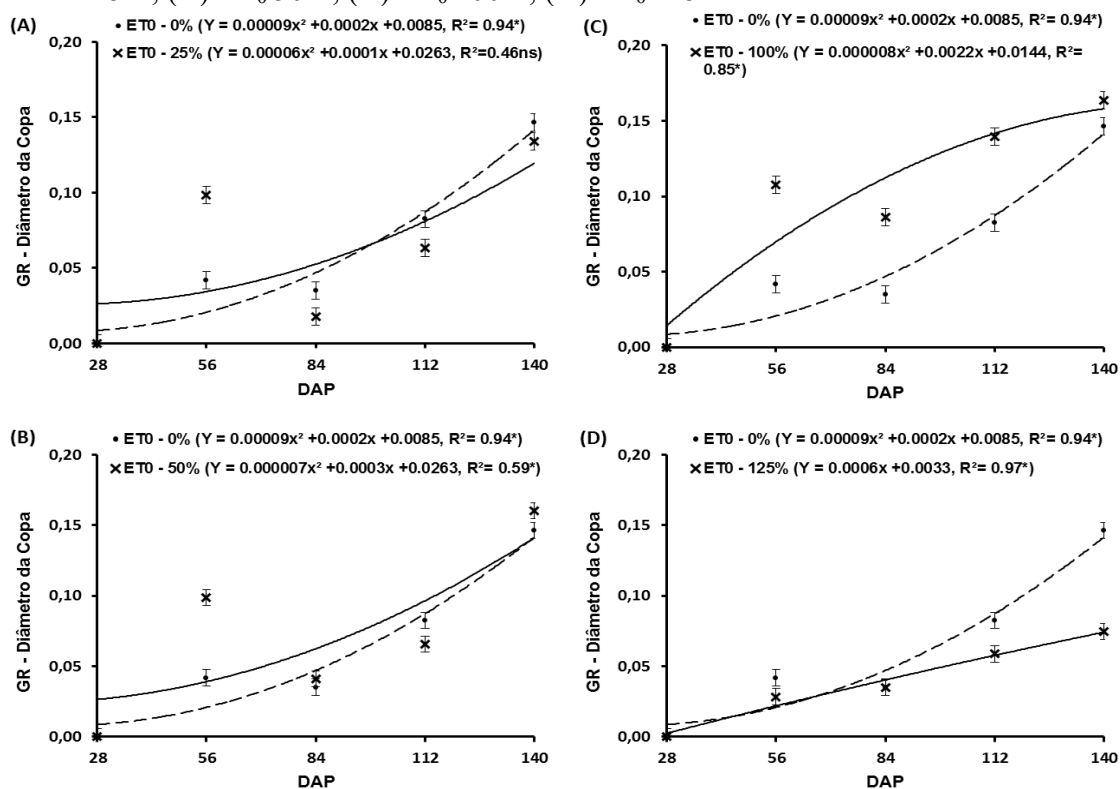 (A)
• ET0 - 0% (Y = 0.00009x² +0.0002x +0.0085, R² = 0.94*)
× ET0 - 25% (Y = 0.00006x² +0.0001x +0.0263, R²=0.46ns)
GR - Diâmetro da Copa
0,20
0,15
0,10
0,05
0,00
28 56 84 112 140
DAP
(C)
• ET0 - 0% (Y = 0.00009x² +0.0002x +0.0085, R² = 0.94*)
× ET0 - 100% (Y = 0.000008x² +0.0022x +0.0144, R²=
0.85*)
GR - Diâmetro da Copa
0,20
0,15
0,10
0,05
0,00
28 56 84 112 140
DAP
(B)
• ET0 - 0% (Y = 0.00009x² +0.0002x +0.0085, R² = 0.94*)
× ET0 - 50% (Y = 0.000007x² +0.0003x +0.0263, R²= 0.59*)
GR - Diâmetro da Copa
0,20
0,15
0,10
0,05
0,00
28 56 84 112 140
DAP
(D)
• ET0 - 0% (Y = 0.00009x² +0.0002x +0.0085, R² = 0.94*)
× ET0 - 125% (Y = 0.0006x +0.0033, R²= 0.97*)
GR - Diâmetro da Copa
0,20
0,15
0,10
0,05
0,00
28 56 84 112 140
DAP